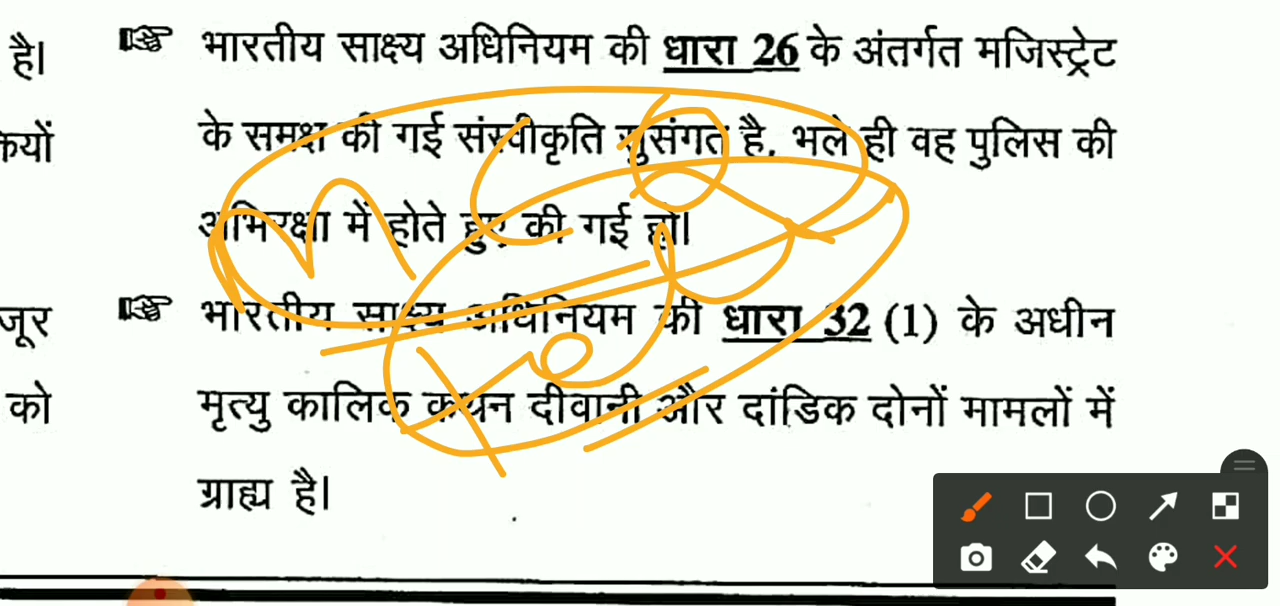 है।
भारतीय साक्ष्य अधिनियम की धारा 26 के अंतर्गत मजिस्ट्रेट
के समक्ष की गई संस्वीकृति सुसंगत है, भले ही वह पुलिस की
अभिरक्षा में होते हुए की गई हो।
भारतीय साक्ष्य अधिनियम की धारा 32 (1) के अधीन
जूर
को
मृत्यु कालिक कथन दीवानी और दांडिक दोनों मामलों में
ग्राह्य है।